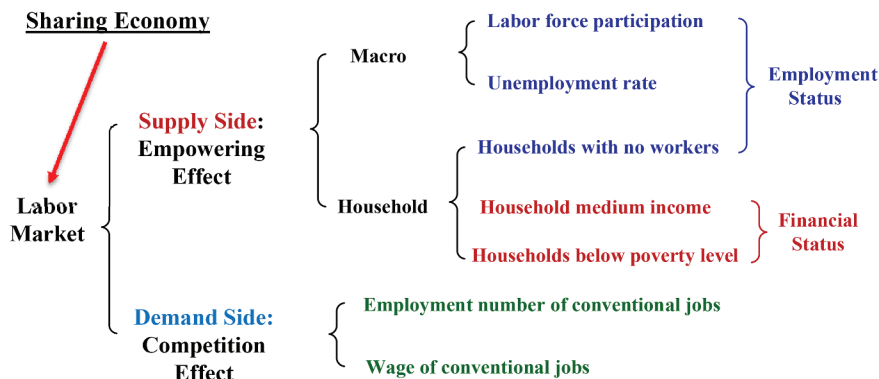 Sharing Economy
Labor
Market
Supply Side:
Empowering
Effect
Macro
Labor force participation
Unemployment rate
Household
Households with no workers
Household medium income
Households below poverty level
Employment
Status
Financial
Status
Demand Side:
Competition
Effect
Employment number of conventional jobs
Wage of conventional jobs